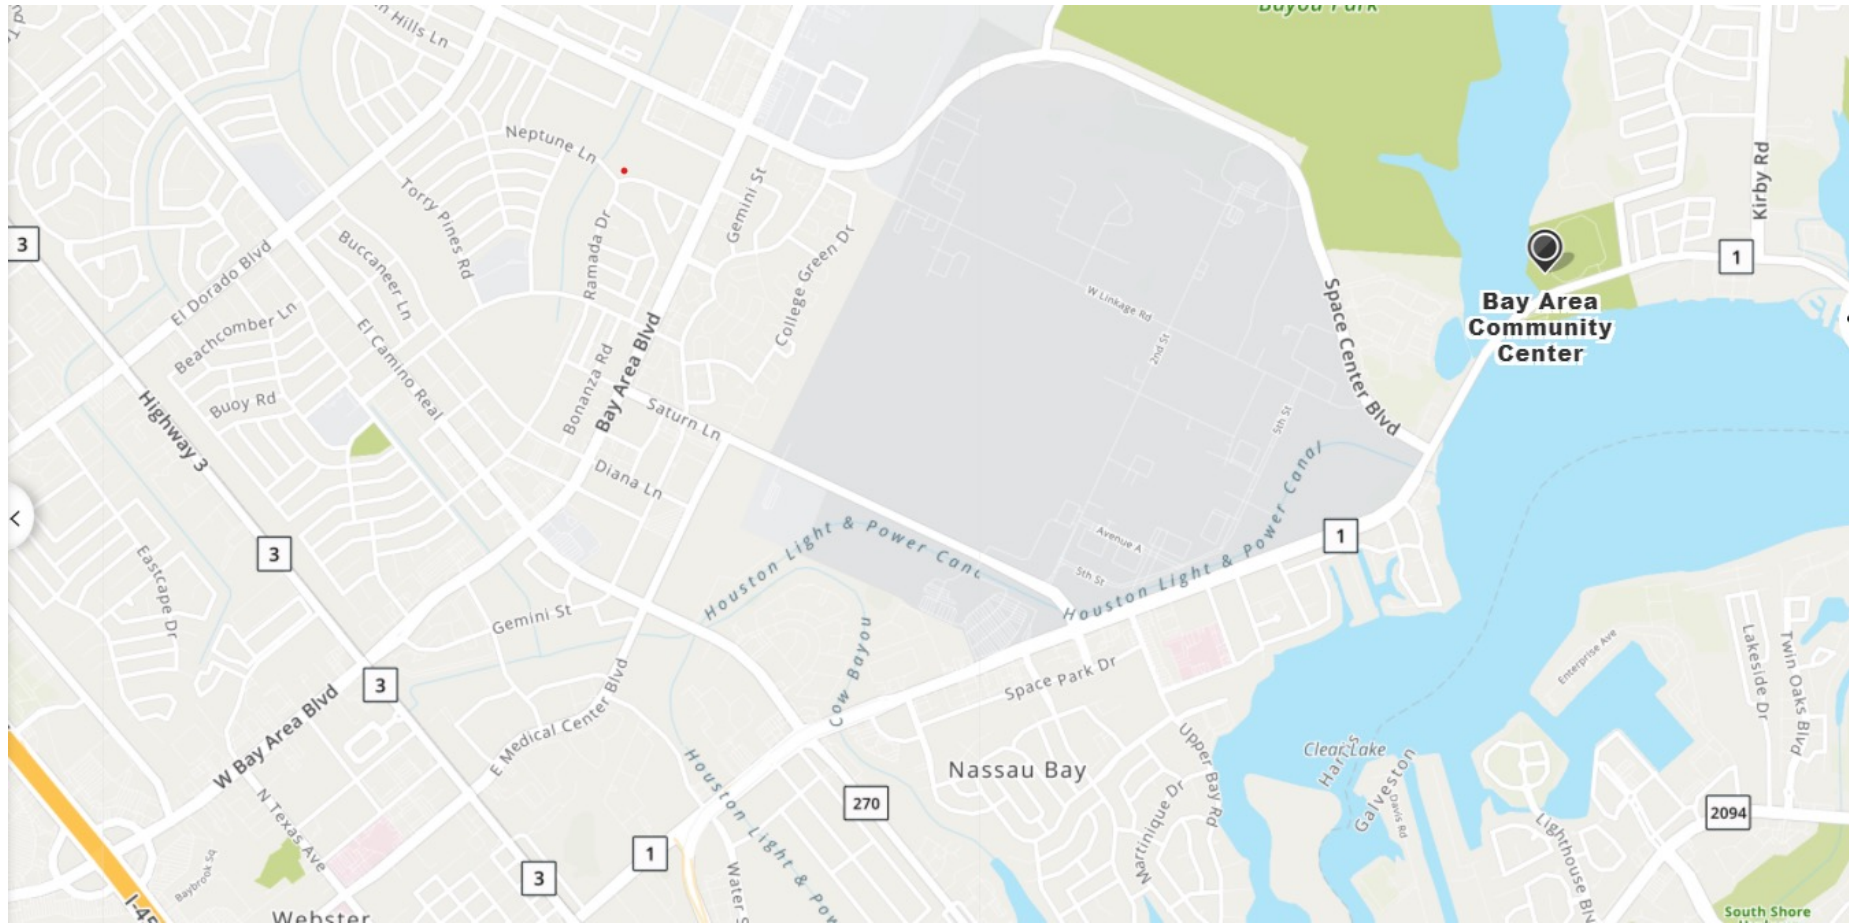 Bayou Park
n Hills Ln
Neptune Ln
Torry Pines Rd
Ramada Dr
Gemini St
College Green Dr
Kirby Rd
3
1
Buccaneer Ln
El Dorado Blvd
Beachcomber Ln
El Camino Real
Buoy Rd
Bonanza Rd
Bay Area Blvd
Saturn Ln
Diana Ln
W Linkage Rd
2nd St
5th St
Space Center Blvd
Bay Area
Community
Center
Highway 3
3
Eastcape Dr
Houston Light & Power Canc
Houston Light & Power Canal
Avenue A
5th St
1
Gemini St
Cow Bayou
3
W Bay Area Blvd
E Medical Center Blvd
Space Park Dr
Upper Bay Rd
Nassau Bay
Martinique Dr
Clear Lake
Harris
Galveston
Davis Rd
Enterprise Ave
Lakeside Dr
Twin Oaks Blvd
270
2094
Lighthouse Blv
Houston Light & Pow
N Texas Ave
Baybrook Sq
1
3
Water S
I-45
Webster
South Shore